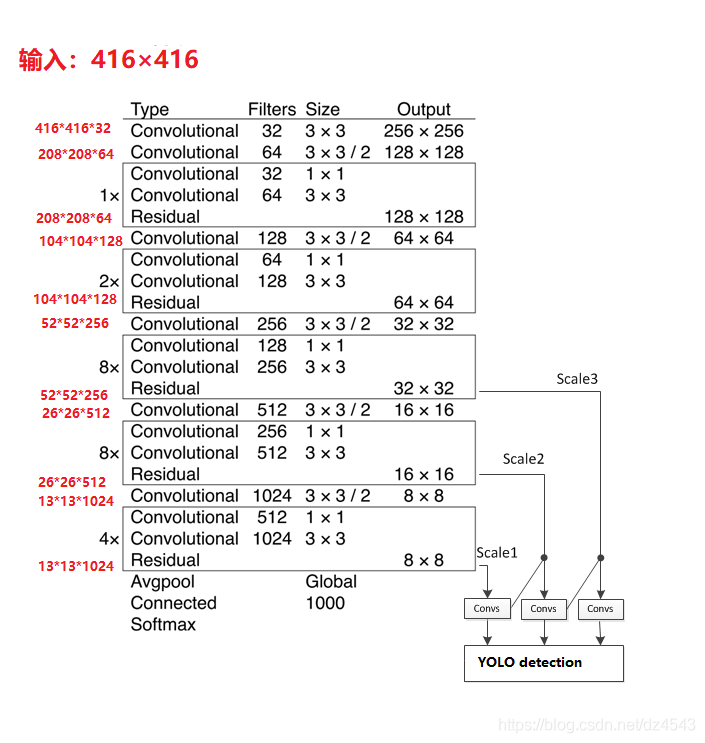 输入：416×416
Type Filters Size Output
416*416*32 Convolutional 32 3 × 3 256 × 256
208*208*64 Convolutional 64 3 × 3 / 2 128 × 128
Convolutional 32 1 × 1
1× Convolutional 64 3 × 3
208*208*64 Residual 128 × 128
104*104*128 Convolutional 128 3 × 3 / 2 64 × 64
Convolutional 64 1 × 1
2× Convolutional 128 3 × 3
104*104*128 Residual 64 × 64
52*52*256 Convolutional 256 3 × 3 / 2 32 × 32
Convolutional 128 1 × 1
8× Convolutional 256 3 × 3
Scale3
52*52*256 Residual 32 × 32
26*26*512 Convolutional 512 3 × 3 / 2 16 × 16
Convolutional 256 1 × 1
8× Convolutional 512 3 × 3
Scale2
26*26*512 Residual 16 × 16
13*13*1024 Convolutional 1024 3 × 3 / 2 8 × 8
Convolutional 512 1 × 1
4× Convolutional 1024 3 × 3
Scale1
13*13*1024 Residual 8 × 8
Avgpool Global
Connected 1000
Convs Convs Convs
Softmax
YOLO detection
https://blog.csdn.net/dz4543